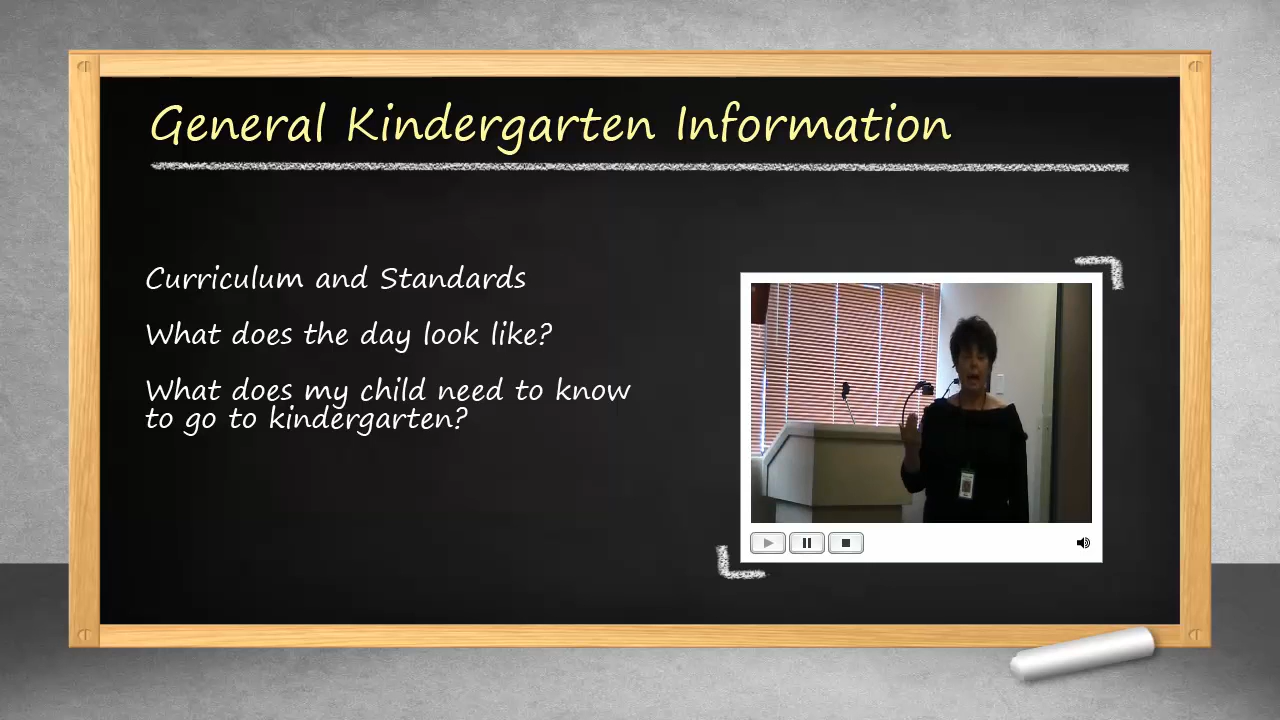 General Kindergarten Information
Curriculum and Standards
What does the day look like?
What does my child need to know
to go to kindergarten?